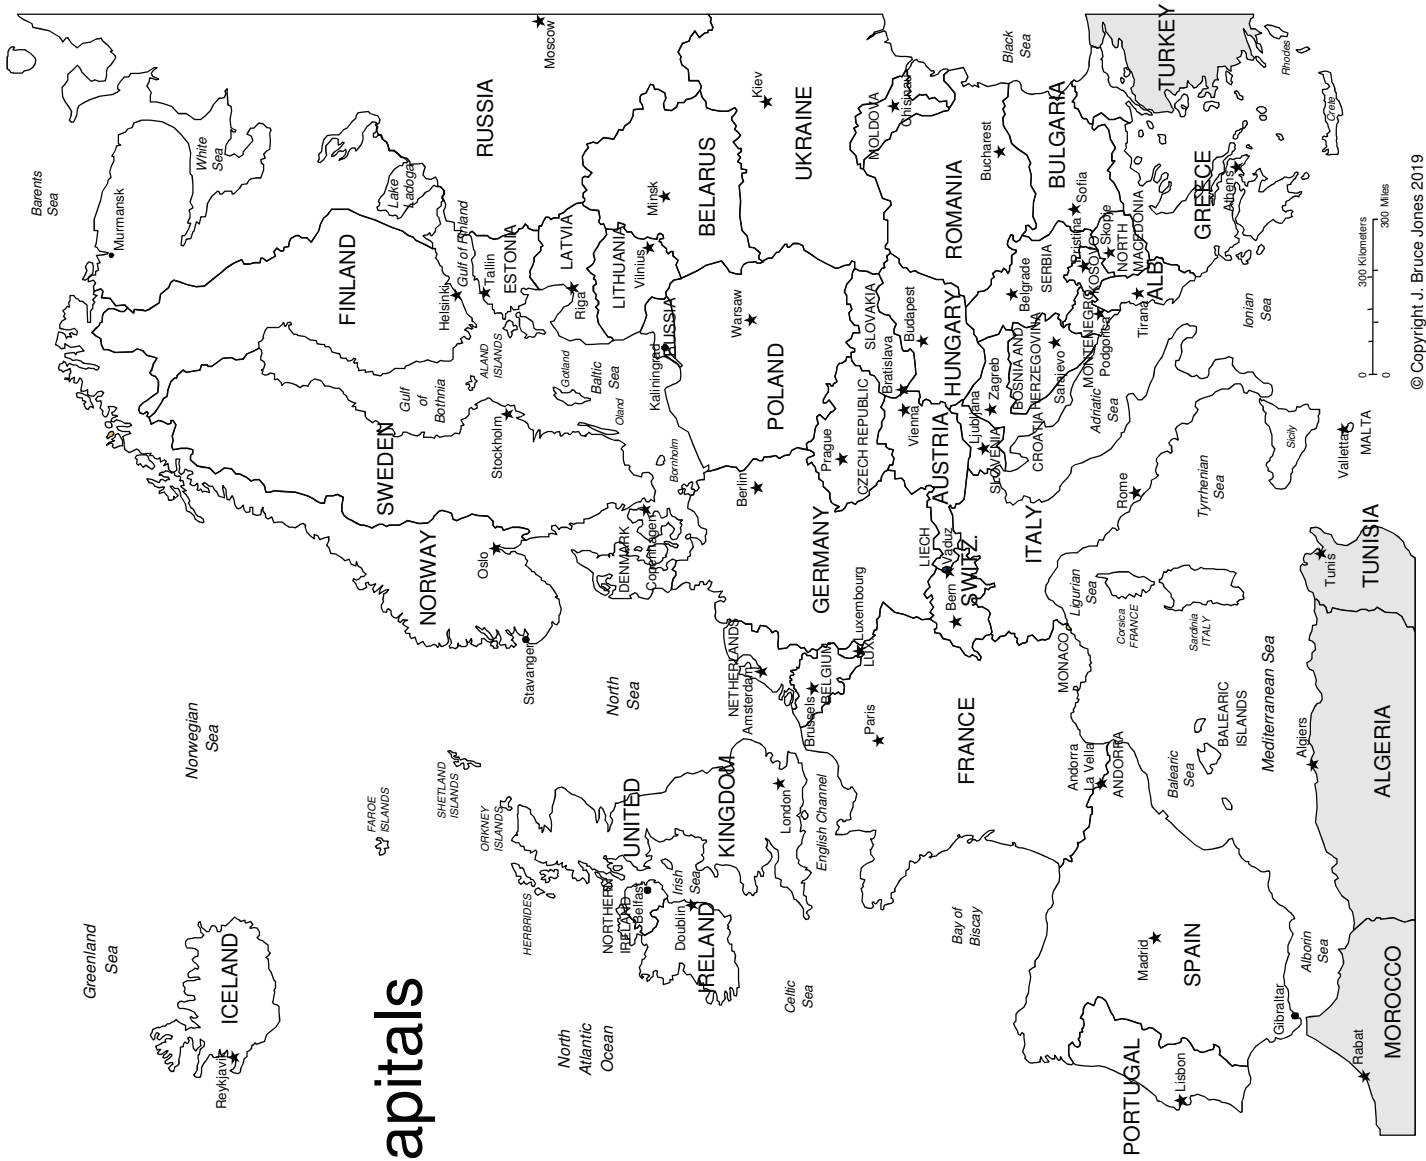 apitals
Greenland
Sea
ICELAND
Reykjavik
Norwegian
Sea
Barents
Sea
Murmansk
White
Sea
FAROE
ISLANDS
SHETLAND
ISLANDS
ORKNEY
ISLANDS
HERBRIDES
North
Atlantic
Ocean
NORWAY
Oslo
Stavanger
SWEDEN
Stockholm
Gulf
of
Bothnia
FINLAND
Helsinki
Gulf of
nland
Lake
Ladoga
RUSSIA
Moscow
ALAND
ISLANDS
Tallin
ESTONIA
Gotland
Baltic
Sea
Oland
Riga
LATVIA
LITHUANIA
Vilnius
Kaliningrad
RUSSIA
Minsk
BELARUS
Bornholm
DENMARK
Copenhagen
North
Sea
NORTHERN
IRELAND
Belfast
UNITED
KINGDOM
Irish
Sea
Doublin
IRELAND
Celtic
Sea
London
English Channel
NETHERLANDS
Amsterdam
Brussels
BELGIUM
Luxembourg
LUX
Berlin
GERMANY
Warsaw
POLAND
Kiev
UKRAINE
Prague
CZECH REPUBLIC
SLOVAKIA
Bratislava
Vienna
AUSTRIA
Budapest
HUNGARY
MOLDOVA
Chisinau
Paris
FRANCE
Bay of
Biscay
LIECH
Vaduz
Bern
SWITZ.
Ljubljana
SLOVENIA
Zagreb
CROATIA
BOSNIA AND
HERZEGOVINA
Sarajevo
Belgrade
SERBIA
ROMANIA
Bucharest
Black
Sea
BULGARIA
Sofia
Pristina
KOSOVO
MONTENEGRO
Podgorica
Skopje
NORTH
MACEDONIA
Tirana
ALB.
ITALY
Adriatic
Sea
Ligurian
Sea
MONACO
Corsica
FRANCE
Rome
Sardinia
ITALY
Tyrrhenian
Sea
Andorra
La Vella
ANDORRA
Balearic
Sea
BALEARIC
ISLANDS
Mediterranean Sea
PORTUGAL
Lisbon
Madrid
SPAIN
Gibraltar
Alborin
Sea
Rabat
MOROCCO
Algiers
ALGERIA
Tunis
TUNISIA
Sicily
Valletta
MALTA
Ionian
Sea
GREECE
Athens
TURKEY
Rhodes
Crete
0 300 Kilometers
0 300 Miles
© Copyright J. Bruce Jones 2019